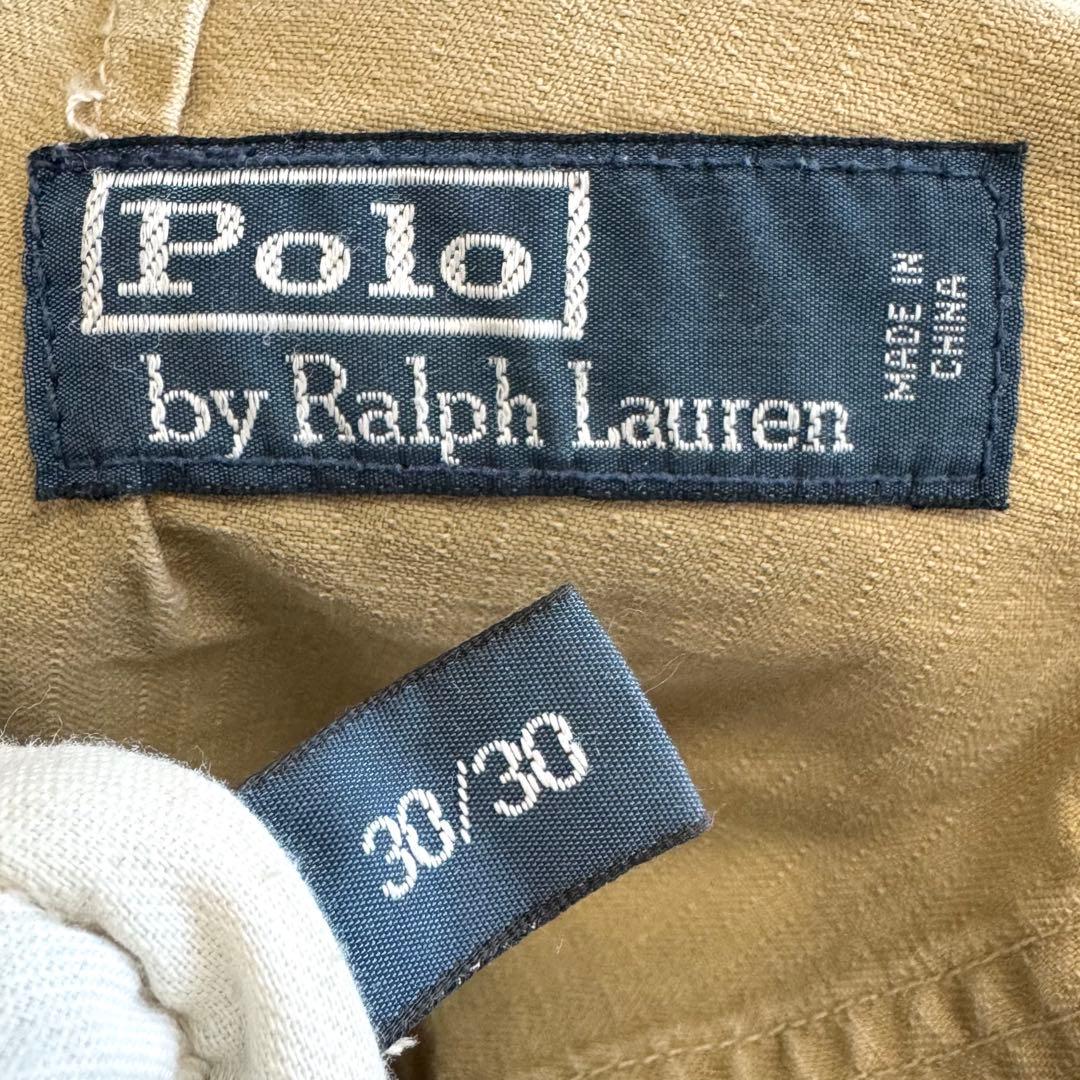 Polo
by Ralph Lauren
MADE IN
CHINA
30/30